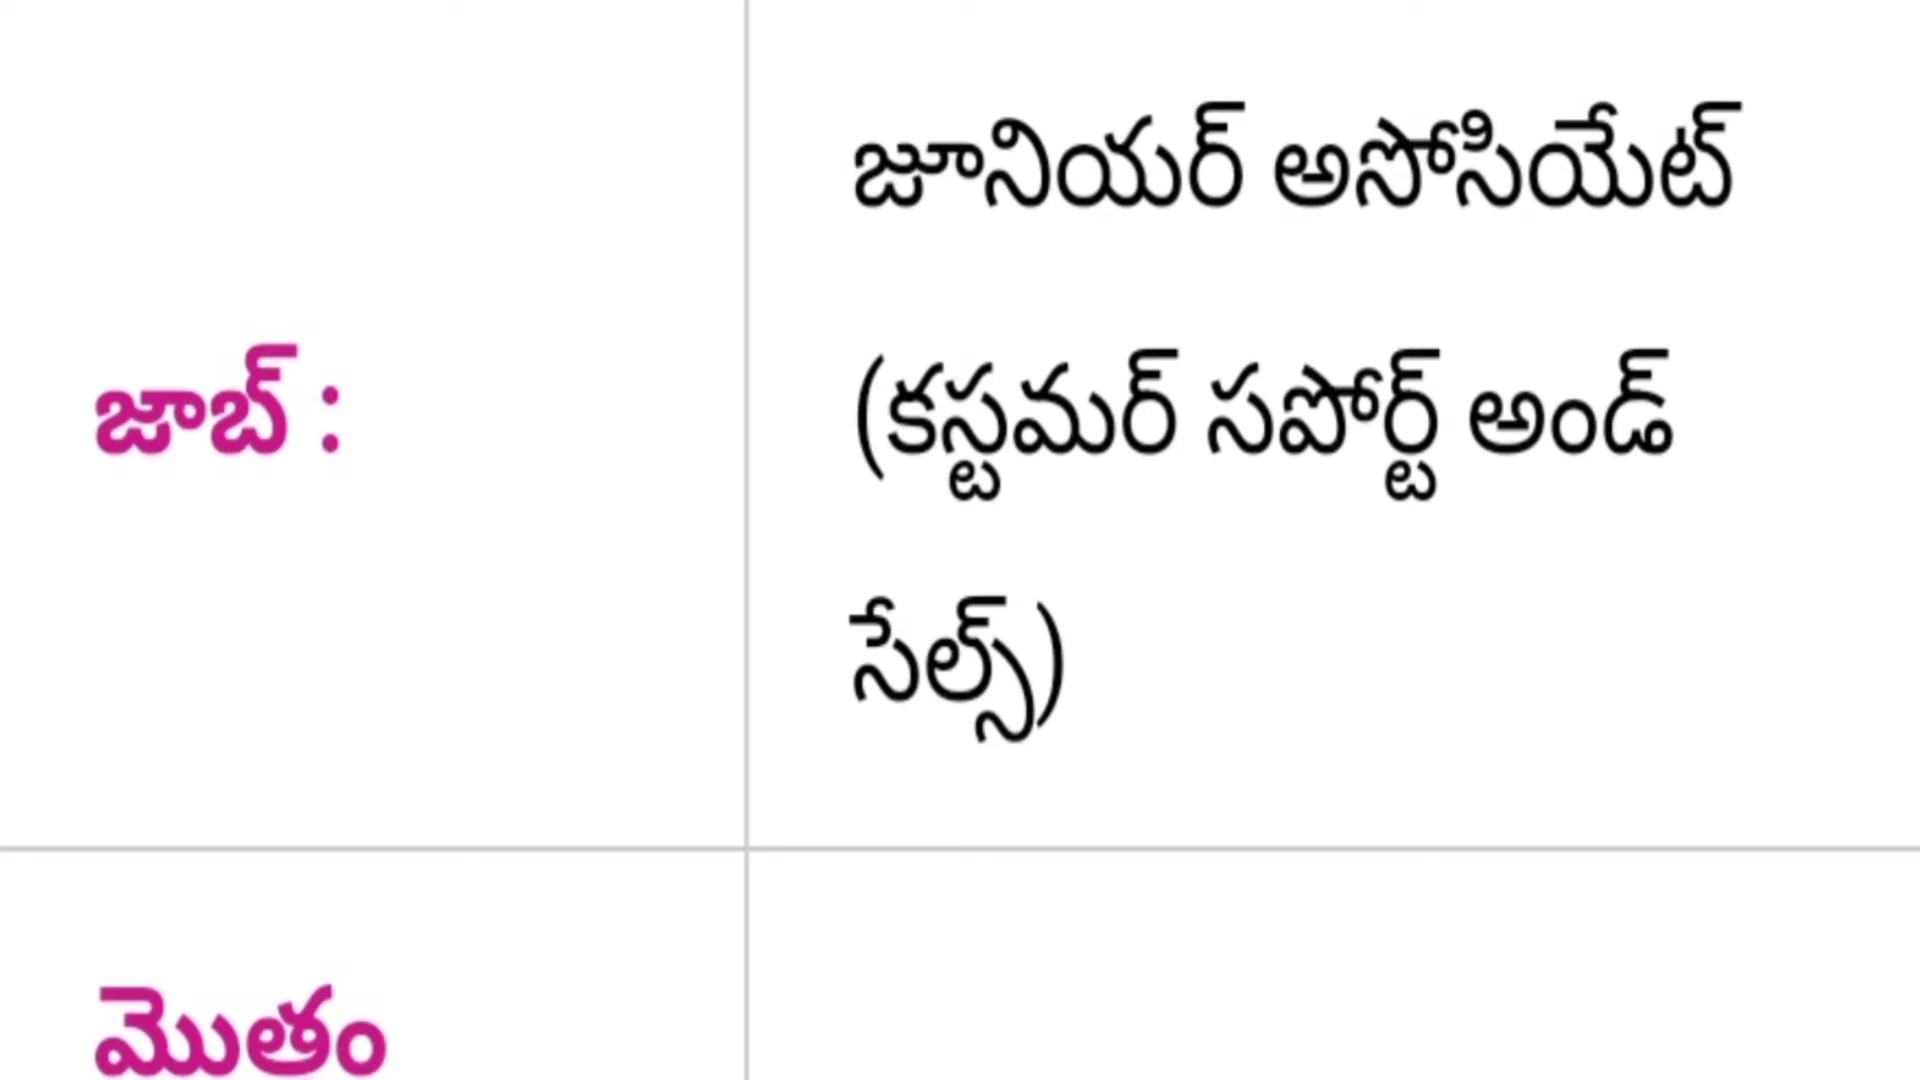 జూనియర్ అసోసియేట్
జాబ్ : (కస్టమర్ సపోర్ట్ అండ్
సేల్స్)
మొతం